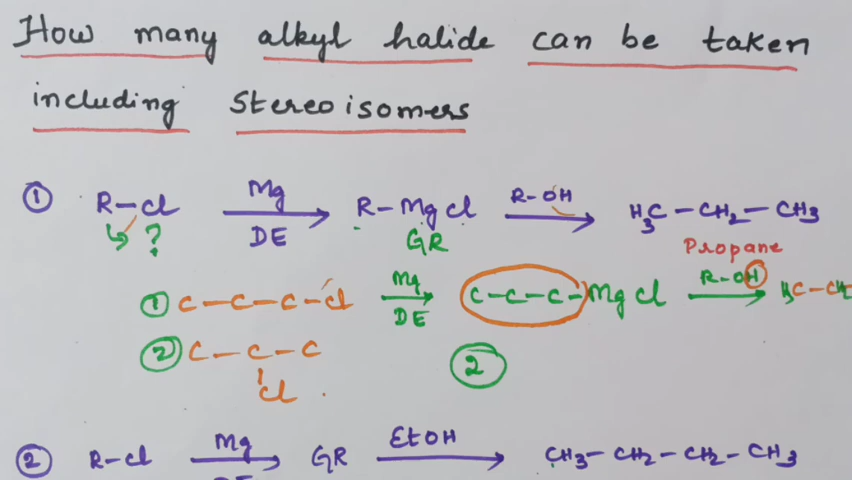 How many alkyl halide can be taken
including Stereoisomers
① R-Cl Mg DE R-MgCl GR R-OH H₃C-CH₂-CH₃
?
Propane
① C-C-C-Cl Mg DE C-C-C-MgCl R-OH H₃C-CH₂
② C-C-C
Cl
②
② R-Cl Mg DE GR EtOH CH₃-CH₂-CH₂-CH₃